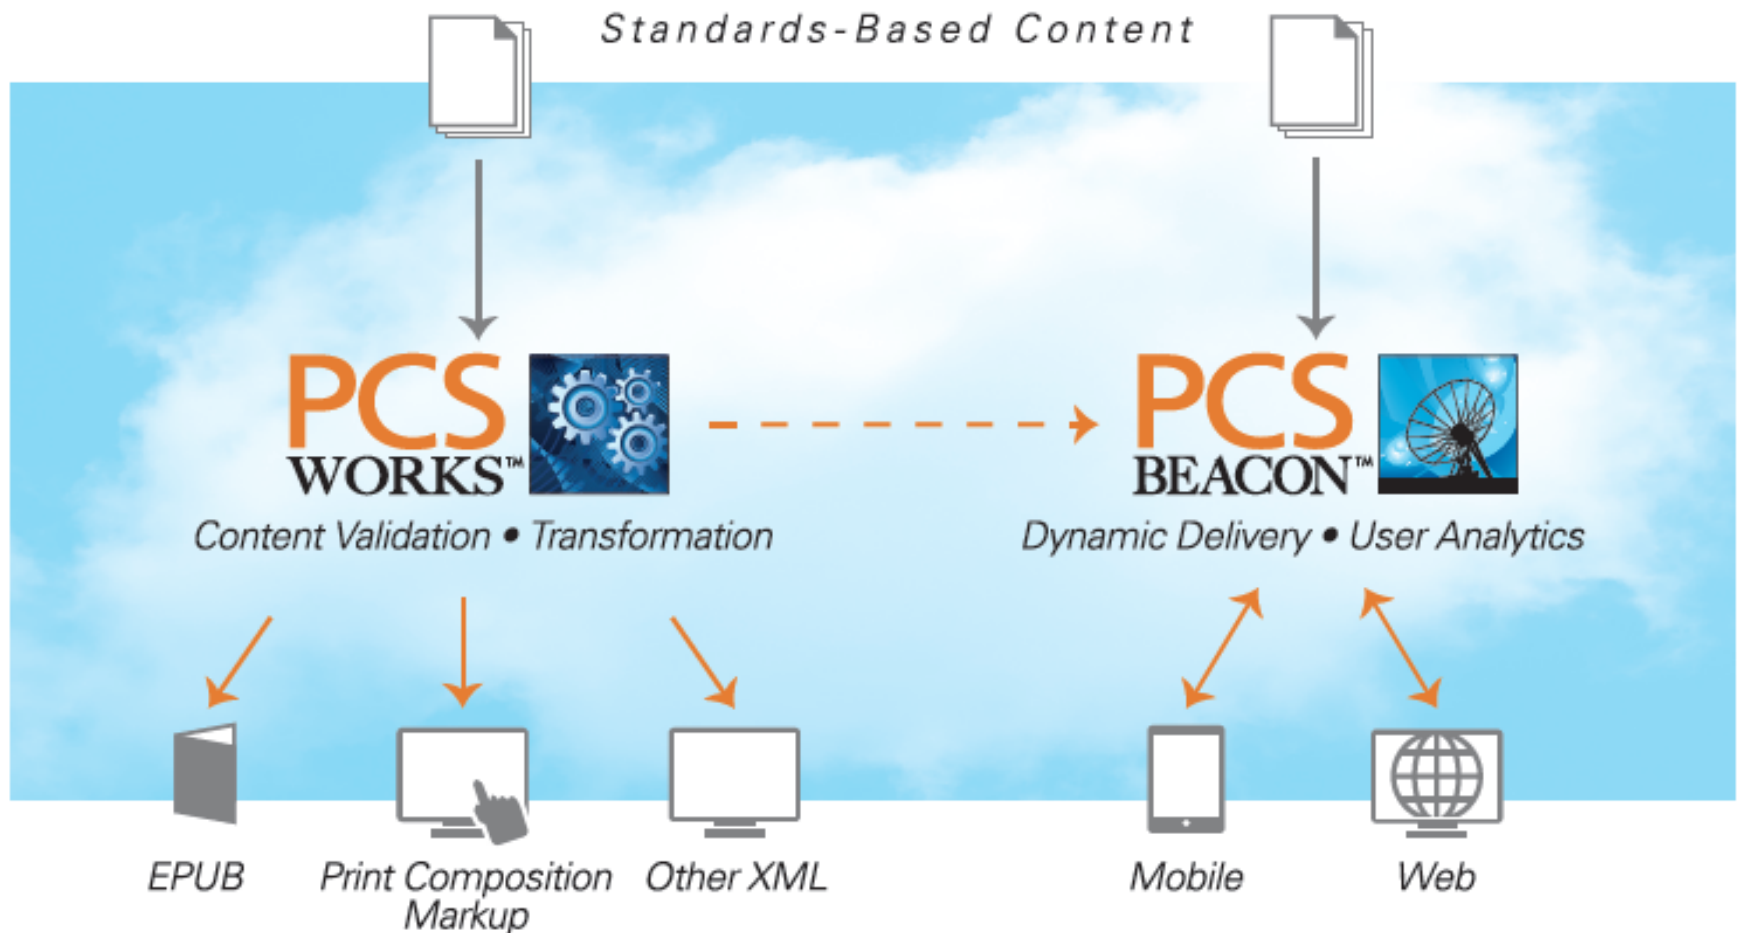 Standards-Based Content
PCS
WORKS™
PCS
BEACON™
Content Validation • Transformation
Dynamic Delivery • User Analytics
EPUB
Print Composition
Markup
Other XML
Mobile
Web